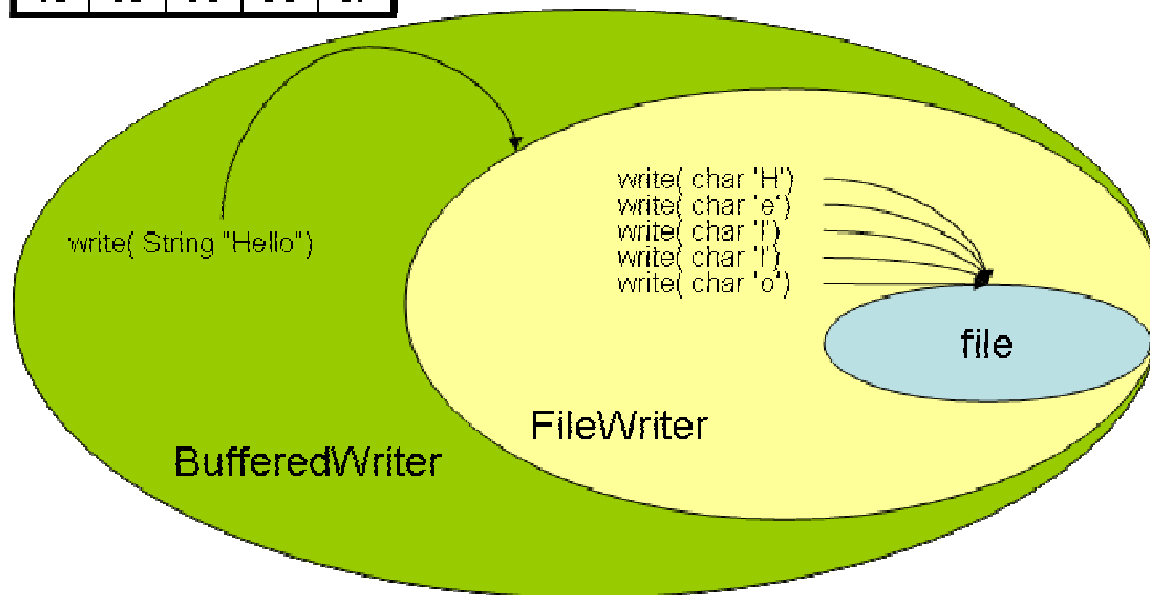 write( String "Hello")
write( char 'H')
write( char 'e')
write( char 'l')
write( char 'l')
write( char 'o')
file
FileWriter
BufferedWriter